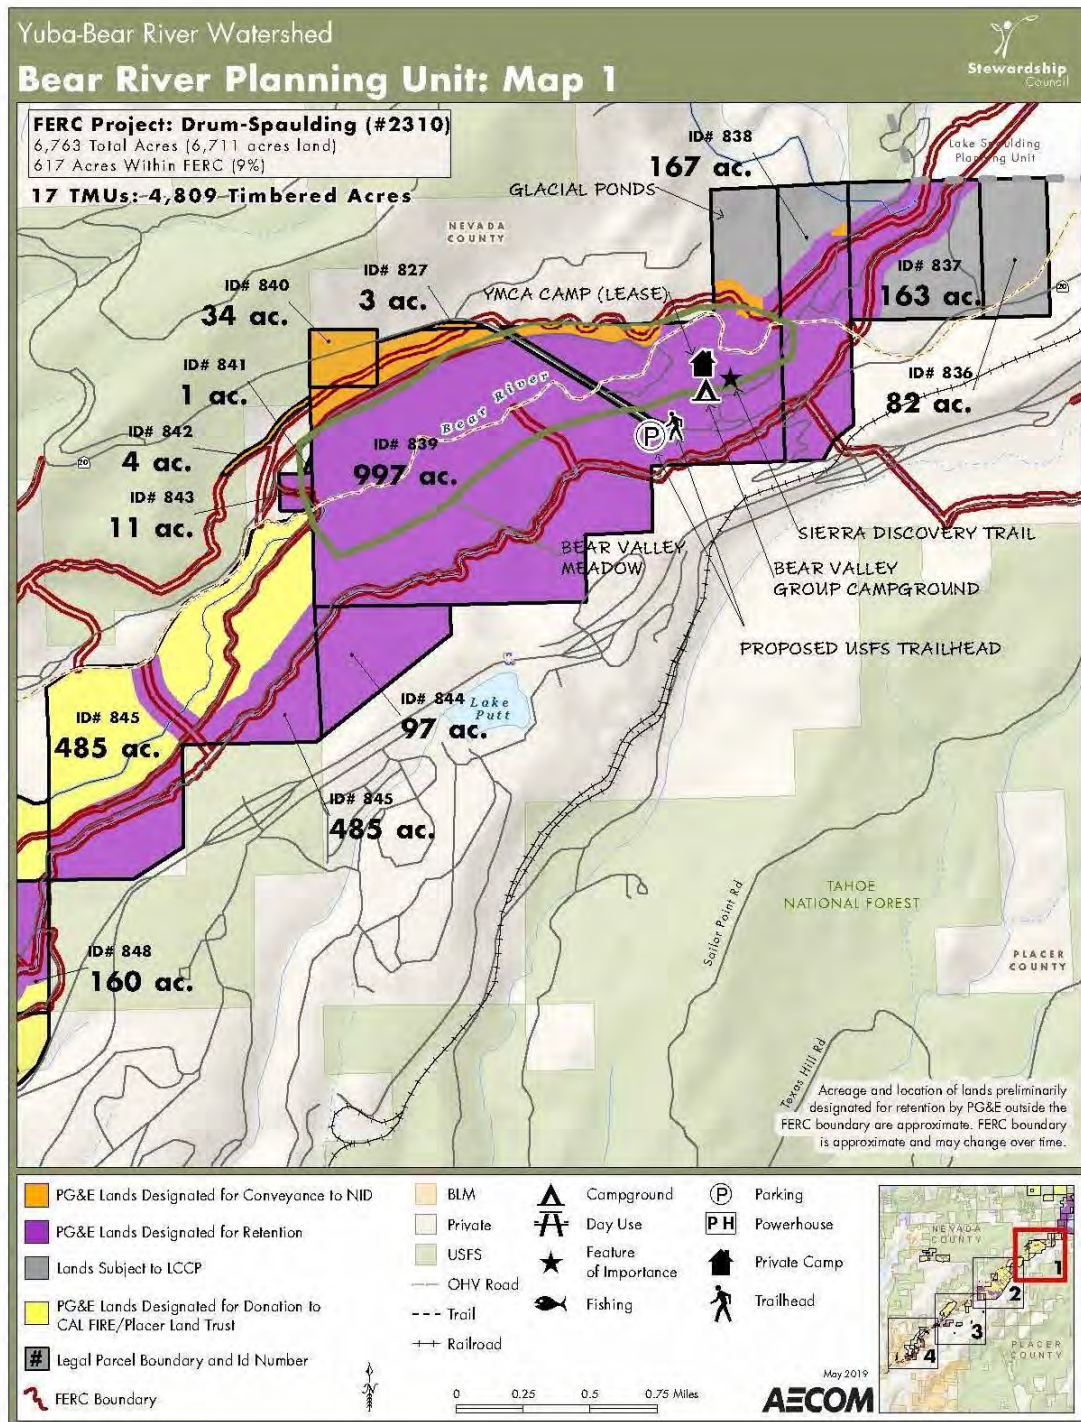 Yuba-Bear River Watershed
Bear River Planning Unit: Map 1
Stewardship
Council
FERC Project: Drum-Spaulding (#2310)
6,763 Total Acres (6,711 acres land)
617 Acres Within FERC (9%)
17 TMUs: 4,809 Timbered Acres
ID# 838
167 ac.
Lake Spaulding
Planning Unit
GLACIAL PONDS
NEVADA
COUNTY
ID# 827
3 ac.
ID# 840
34 ac.
YMCA CAMP (LEASE)
ID# 837
163 ac.
20
ID# 841
1 ac.
ID# 836
82 ac.
Bear River
ID# 842
4 ac.
20
ID# 839
997 ac.
P
ID# 843
11 ac.
SIERRA DISCOVERY TRAIL
BEAR VALLEY
MEADOW
BEAR VALLEY
GROUP CAMPGROUND
PROPOSED USFS TRAILHEAD
ID# 844
97 ac.
Lake
Putt
ID# 845
485 ac.
ID# 845
485 ac.
Sailor Point Rd
TAHOE
NATIONAL FOREST
ID# 848
160 ac.
PLACER
COUNTY
Texas Hill Rd
Acreage and location of lands preliminarily
designated for retention by PG&E outside the
FERC boundary are approximate. FERC boundary
is approximate and may change over time.
PG&E Lands Designated for Conveyance to NID
PG&E Lands Designated for Retention
Lands Subject to LCCP
PG&E Lands Designated for Donation to
CAL FIRE/Placer Land Trust
# Legal Parcel Boundary and Id Number
FERC Boundary
BLM
Private
USFS
OHV Road
Trail
Railroad
Campground
Day Use
Feature
of Importance
Fishing
P Parking
PH Powerhouse
Private Camp
Trailhead
N
0 0.25 0.5 0.75 Miles
NEVADA
COUNTY
1
2
3
4
PLACER
COUNTY
May 2019
AECOM